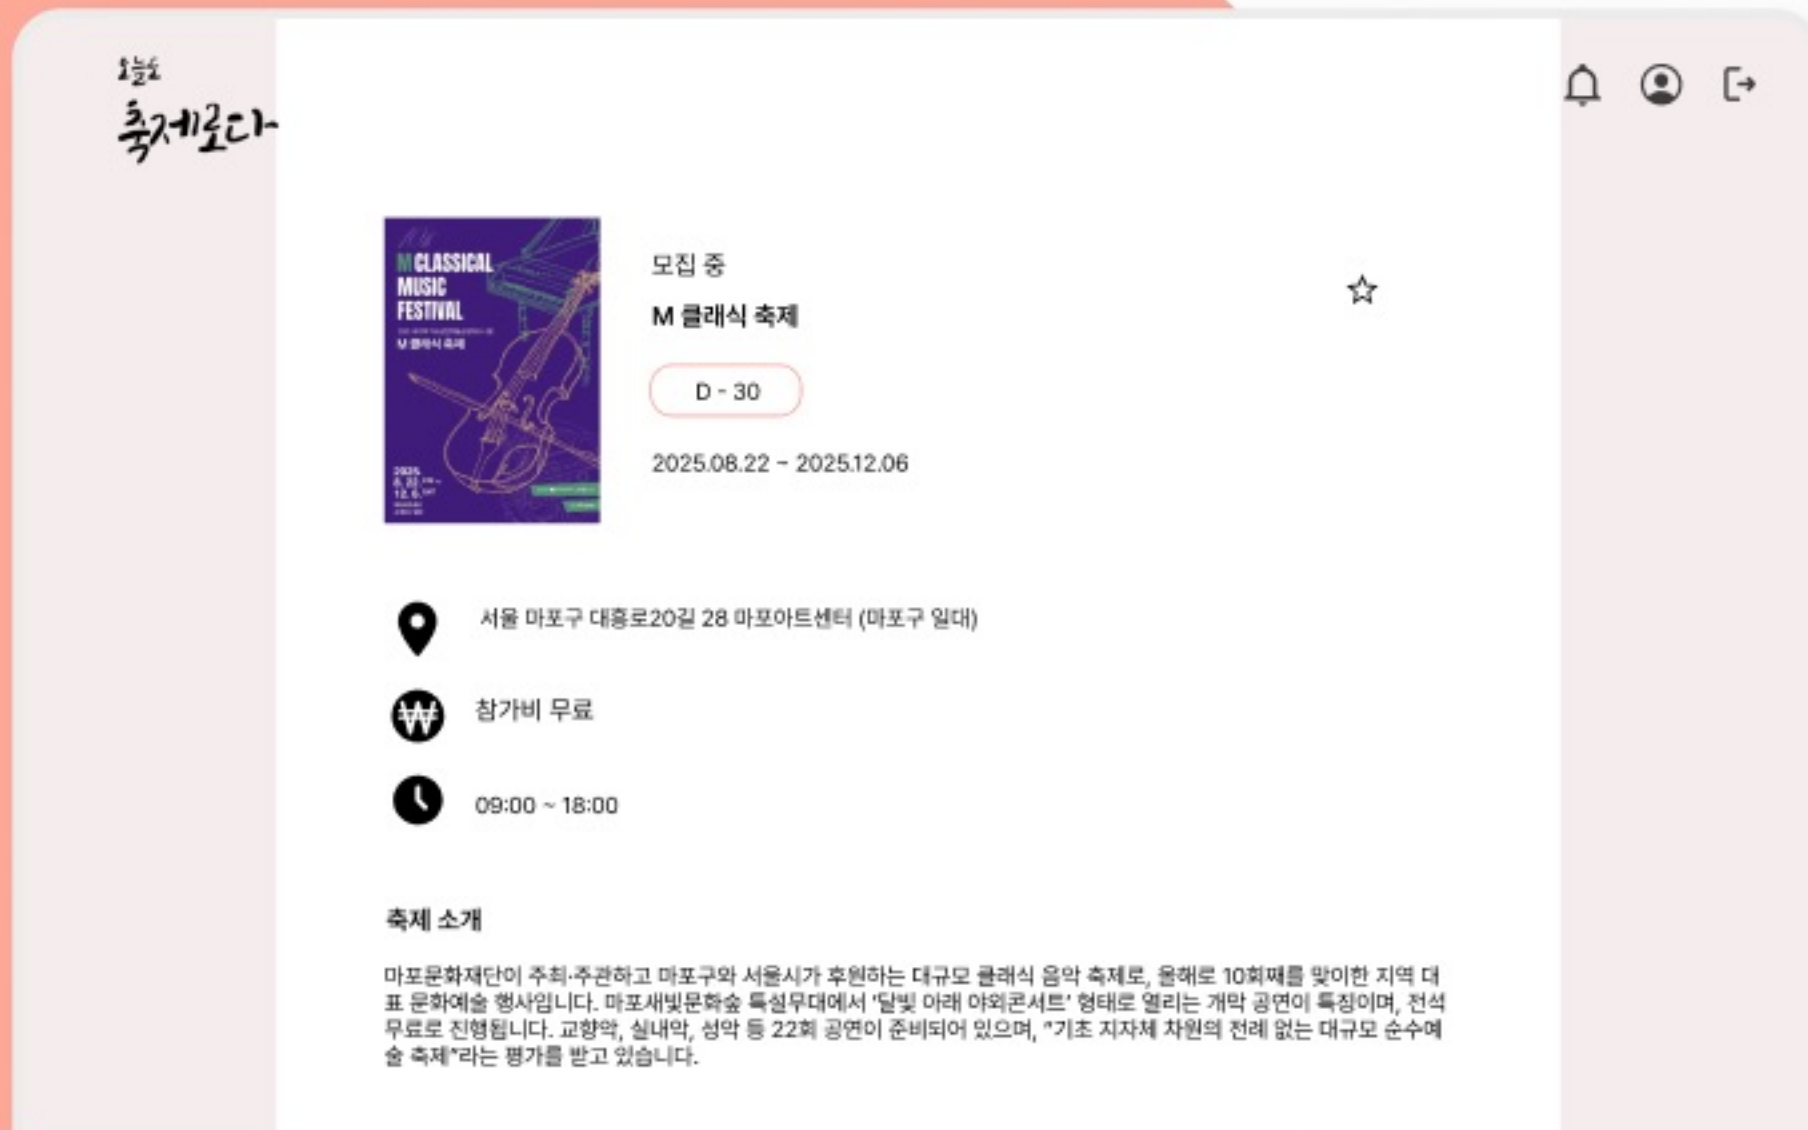 오늘도
축제로다
M CLASSICAL
MUSIC
FESTIVAL
M 클래식 축제
2025.
8. 22.
12. 6.
모집 중
M 클래식 축제
D - 30
2025.08.22 ~ 2025.12.06
서울 마포구 대흥로20길 28 마포아트센터 (마포구 일대)
참가비 무료
09:00 ~ 18:00
축제 소개
마포문화재단이 주최·주관하고 마포구와 서울시가 후원하는 대규모 클래식 음악 축제로, 올해로 10회째를 맞이한 지역 대
표 문화예술 행사입니다. 마포새빛문화숲 특설무대에서 '달빛 아래 야외콘서트' 형태로 열리는 개막 공연이 특징이며, 전석
무료로 진행됩니다. 교향악, 실내악, 성악 등 22회 공연이 준비되어 있으며, "기초 지자체 차원의 전례 없는 대규모 순수예
술 축제"라는 평가를 받고 있습니다.